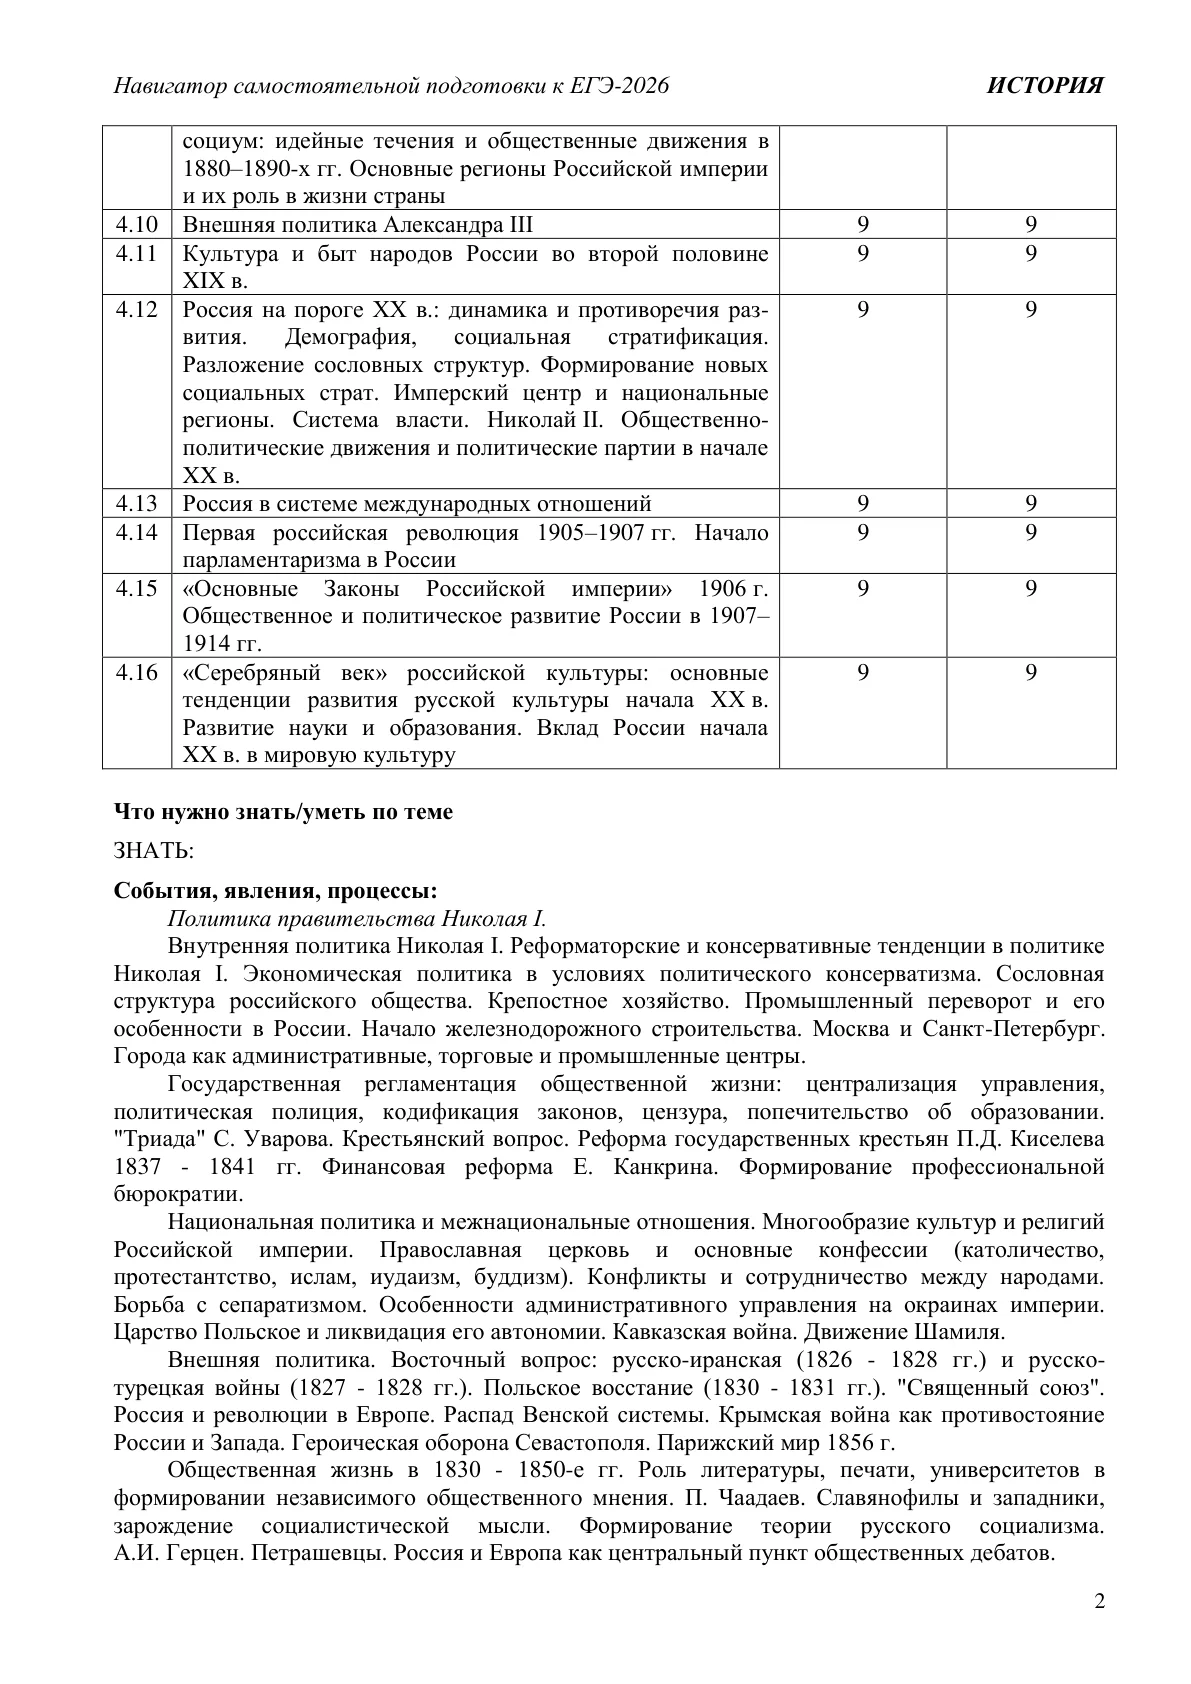 Навигатор самостоятельной подготовки к ЕГЭ-2026 ИСТОРИЯ
социум: идейные течения и общественные движения в
1880–1890-х гг. Основные регионы Российской империи
и их роль в жизни страны
4.10 Внешняя политика Александра III 9 9
4.11 Культура и быт народов России во второй половине 9 9
XIX в.
4.12 Россия на пороге XX в.: динамика и противоречия раз- 9 9
вития. Демография, социальная стратификация.
Разложение сословных структур. Формирование новых
социальных страт. Имперский центр и национальные
регионы. Система власти. Николай II. Общественно-
политические движения и политические партии в начале
XX в.
4.13 Россия в системе международных отношений 9 9
4.14 Первая российская революция 1905–1907 гг. Начало 9 9
парламентаризма в России
4.15 «Основные Законы Российской империи» 1906 г. 9 9
Общественное и политическое развитие России в 1907–
1914 гг.
4.16 «Серебряный век» российской культуры: основные 9 9
тенденции развития русской культуры начала XX в.
Развитие науки и образования. Вклад России начала
XX в. в мировую культуру
Что нужно знать/уметь по теме
ЗНАТЬ:
События, явления, процессы:
Политика правительства Николая I.
Внутренняя политика Николая I. Реформаторские и консервативные тенденции в политике
Николая I. Экономическая политика в условиях политического консерватизма. Сословная
структура российского общества. Крепостное хозяйство. Промышленный переворот и его
особенности в России. Начало железнодорожного строительства. Москва и Санкт-Петербург.
Города как административные, торговые и промышленные центры.
Государственная регламентация общественной жизни: централизация управления,
политическая полиция, кодификация законов, цензура, попечительство об образовании.
"Триада" С. Уварова. Крестьянский вопрос. Реформа государственных крестьян П.Д. Киселева
1837 - 1841 гг. Финансовая реформа Е. Канкрина. Формирование профессиональной
бюрократии.
Национальная политика и межнациональные отношения. Многообразие культур и религий
Российской империи. Православная церковь и основные конфессии (католичество,
протестантство, ислам, иудаизм, буддизм). Конфликты и сотрудничество между народами.
Борьба с сепаратизмом. Особенности административного управления на окраинах империи.
Царство Польское и ликвидация его автономии. Кавказская война. Движение Шамиля.
Внешняя политика. Восточный вопрос: русско-иранская (1826 - 1828 гг.) и русско-
турецкая войны (1827 - 1828 гг.). Польское восстание (1830 - 1831 гг.). "Священный союз".
Россия и революции в Европе. Распад Венской системы. Крымская война как противостояние
России и Запада. Героическая оборона Севастополя. Парижский мир 1856 г.
Общественная жизнь в 1830 - 1850-е гг. Роль литературы, печати, университетов в
формировании независимого общественного мнения. П. Чаадаев. Славянофилы и западники,
зарождение социалистической мысли. Формирование теории русского социализма.
А.И. Герцен. Петрашевцы. Россия и Европа как центральный пункт общественных дебатов.
2